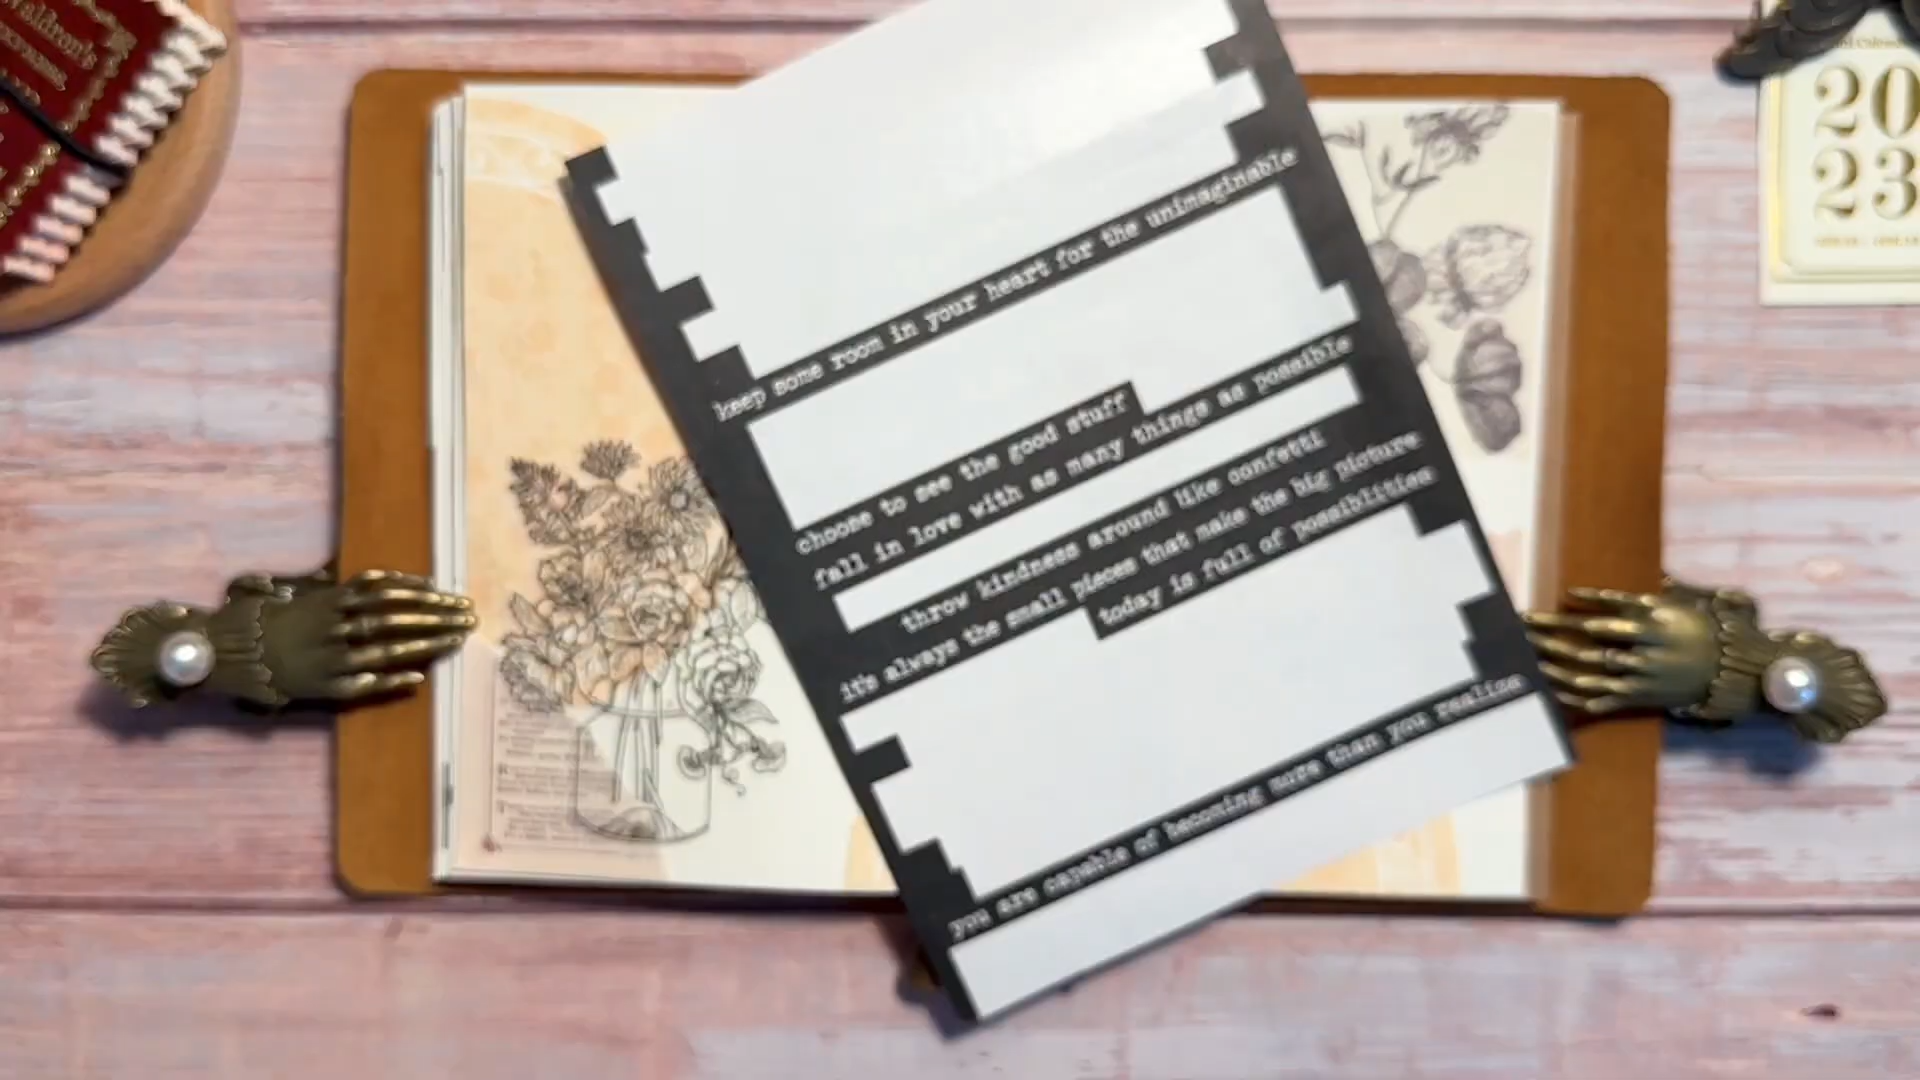 keep some room in your heart for the unimaginable
choose to see the good stuff
fall in love with as many things as possible
throw kindness around like confetti
it's always the small pieces that make the big picture
today is full of possiblities
you are capable of becoming more than you realize
20
23